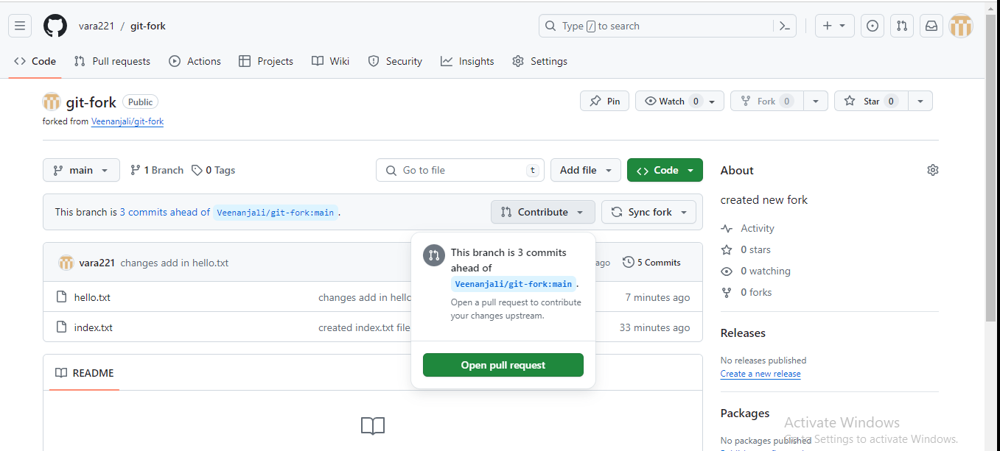 vara221 / git-fork
Type / to search
Code Pull requests Actions Projects Wiki Security Insights Settings
git-fork Public
Pin Watch 0 Fork 0 Star 0
forked from Veenanjali/git-fork
main 1 Branch 0 Tags Go to file t Add file Code
This branch is 3 commits ahead of Veenanjali/git-fork:main .
Contribute Sync fork
This branch is 3 commits
ahead of
Veenanjali/git-fork:main .
Open a pull request to contribute
your changes upstream.
Open pull request
vara221 changes add in hello.txt ago 5 Commits
hello.txt changes add in hello 7 minutes ago
index.txt created index.txt file 33 minutes ago
README
About
created new fork
Activity
0 stars
0 watching
0 forks
Releases
No releases published
Create a new release
Packages
No packages published
Activate Windows
Go to Settings to activate Windows.